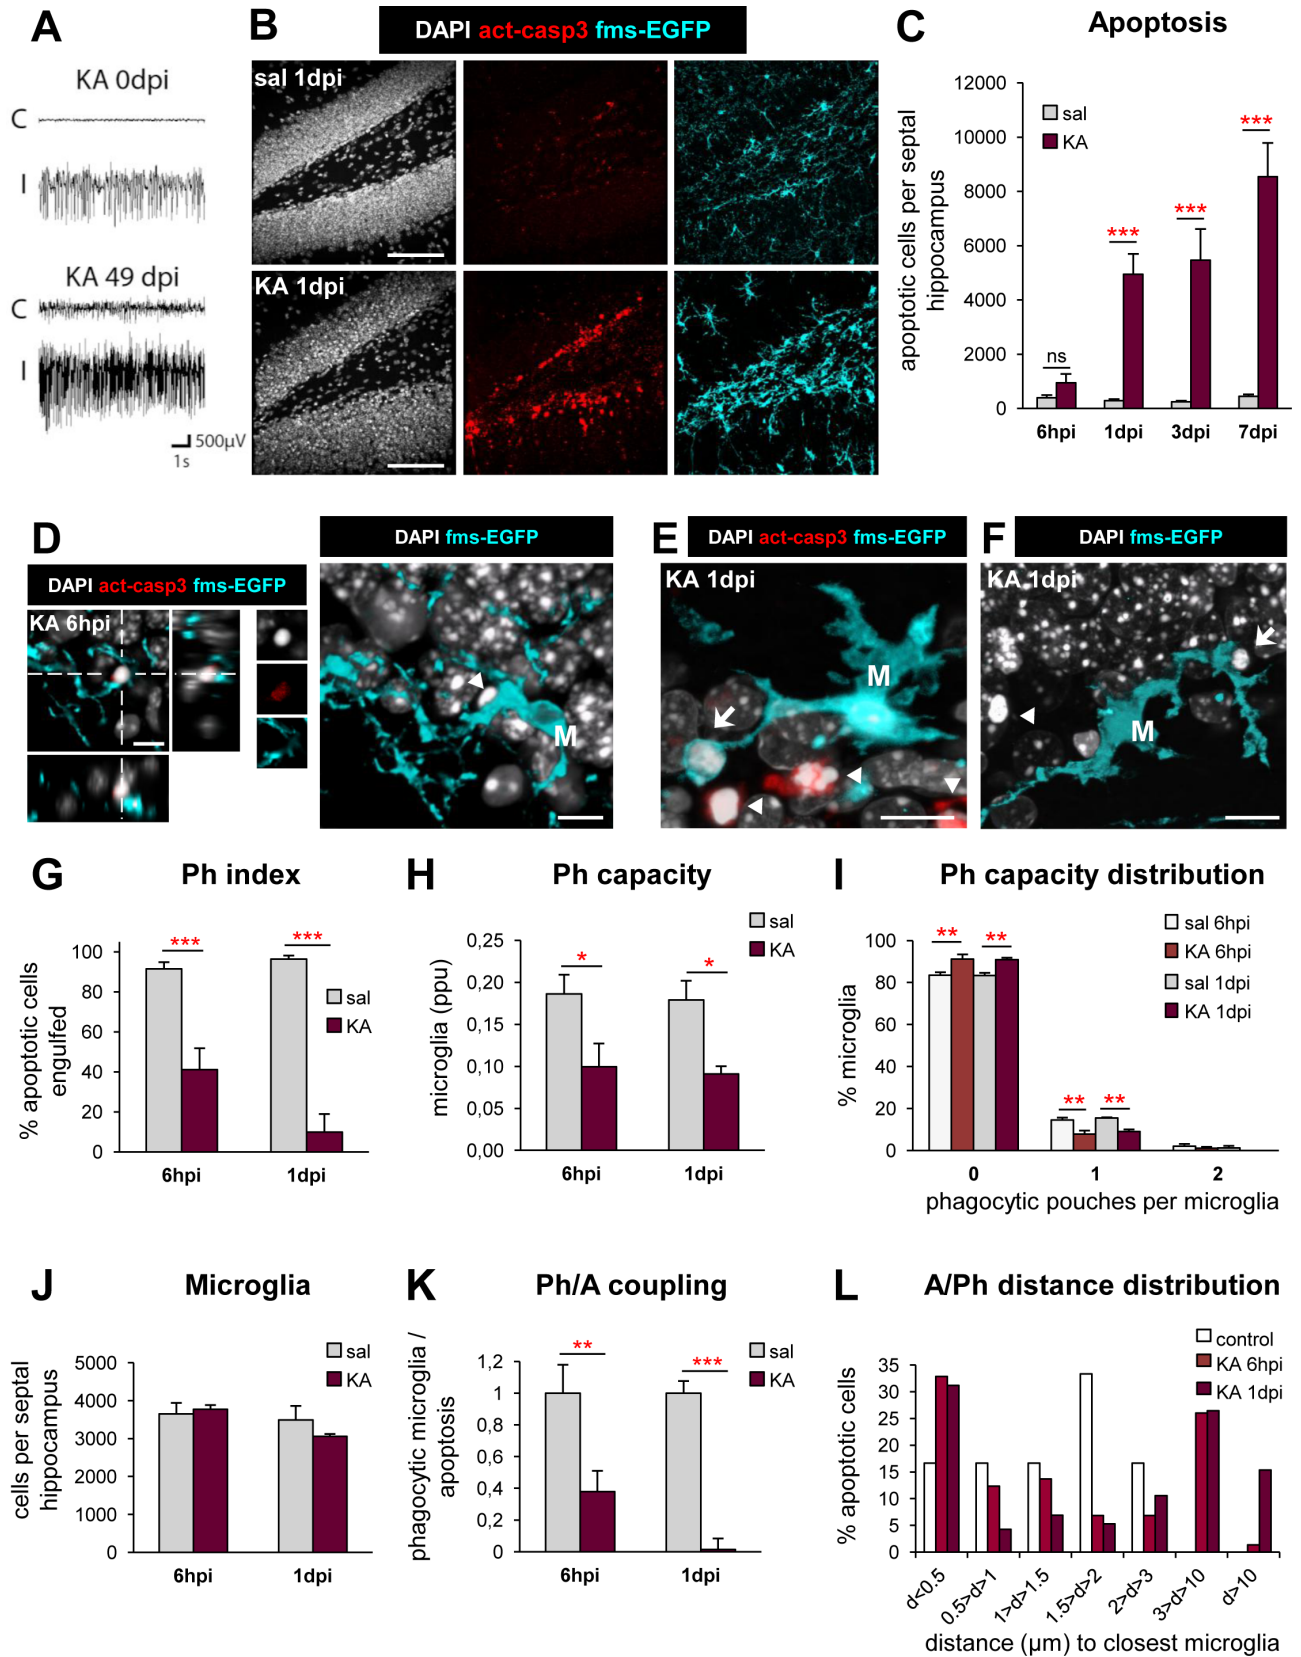 A
KA 0dpi
C
I
KA 49 dpi
C
I
500µV
1s
B
DAPI act-casp3 fms-EGFP
sal 1dpi
KA 1dpi
C
Apoptosis
apoptotic cells per septal
hippocampus
12000
10000
8000
6000
4000
2000
0
sal
KA
ns
***
***
***
6hpi 1dpi 3dpi 7dpi
D
DAPI act-casp3 fms-EGFP
KA 6hpi
DAPI fms-EGFP
M
E
DAPI act-casp3 fms-EGFP
KA 1dpi
M
F
DAPI fms-EGFP
KA 1dpi
M
G
Ph index
% apoptotic cells
engulfed
100
80
60
40
20
0
***
***
sal
KA
6hpi 1dpi
H
Ph capacity
microglia (ppu)
0,25
0,20
0,15
0,10
0,05
0,00
*
*
sal
KA
6hpi 1dpi
I
Ph capacity distribution
% microglia
100
80
60
40
20
0
** **
** **
sal 6hpi
KA 6hpi
sal 1dpi
KA 1dpi
0 1 2
phagocytic pouches per microglia
J
Microglia
cells per septal
hippocampus
5000
4000
3000
2000
1000
0
sal
KA
6hpi 1dpi
K
Ph/A coupling
phagocytic microglia /
apoptosis
1,2
1
0,8
0,6
0,4
0,2
0
**
***
sal
KA
6hpi 1dpi
L
A/Ph distance distribution
% apoptotic cells
35
30
25
20
15
10
5
0
control
KA 6hpi
KA 1dpi
d<0.5
0.5>d>1
1>d>1.5
1.5>d>2
2>d>3
3>d>10
d>10
distance (µm) to closest microglia